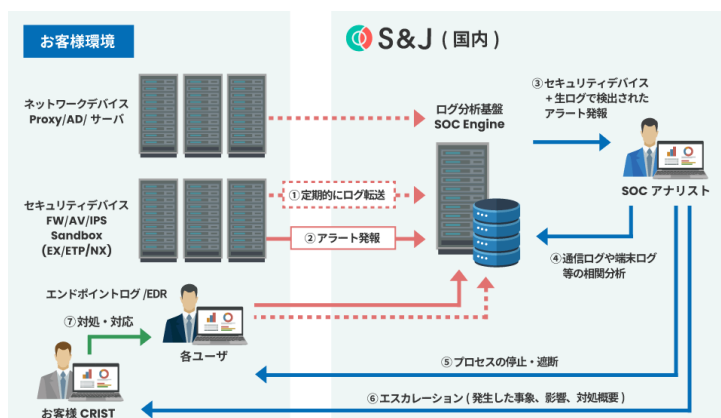 お客様環境
S&J ( 国内 )
ネットワークデバイス
Proxy/AD/ サーバ
ログ分析基盤
SOC Engine
③ セキュリティデバイス
+ 生ログで検出された
アラート発報
SOC アナリスト
セキュリティデバイス
FW/AV/IPS
Sandbox
(EX/ETP/NX)
① 定期的にログ転送
② アラート発報
④ 通信ログや端末ログ
等の相関分析
エンドポイントログ /EDR
⑦ 対処・対応
各ユーザ
⑤ プロセスの停止・遮断
⑥ エスカレーション ( 発生した事象、影響、対処概要 )
お客様 CRIST